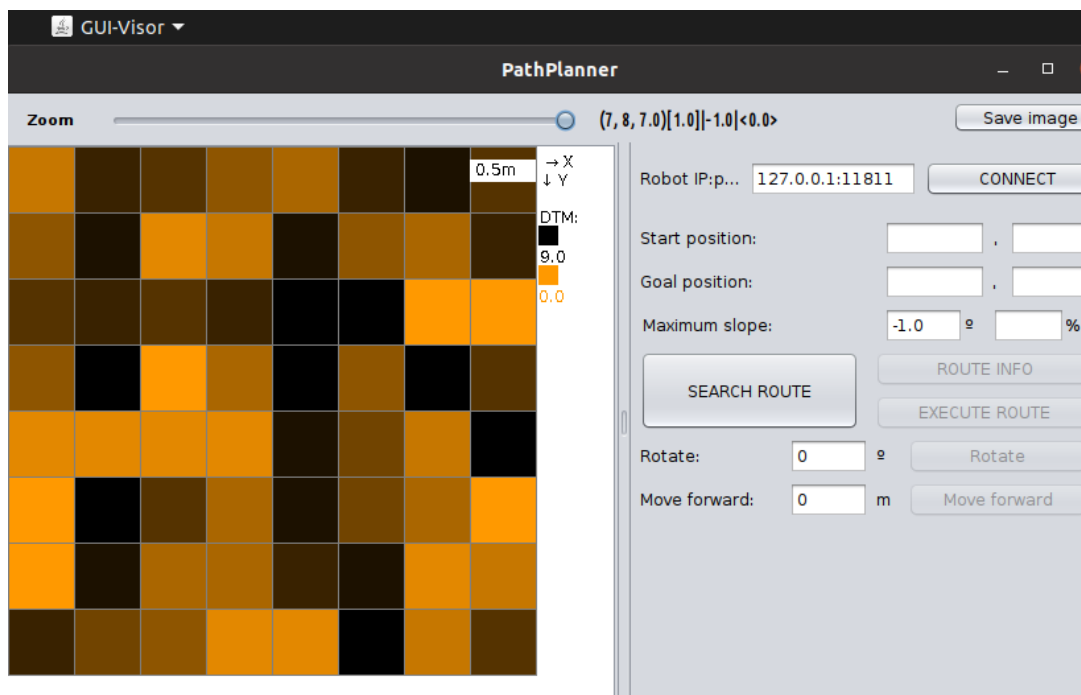 GUI-Visor
PathPlanner
Zoom (7, 8, 7.0)[1.0]|-1.0|<0.0> Save image
0.5m
→ X
↓ Y
DTM:
9.0
0.0
Robot IP:p... 127.0.0.1:11811 CONNECT
Start position: ,
Goal position: ,
Maximum slope: -1.0 º %
SEARCH ROUTE
ROUTE INFO
EXECUTE ROUTE
Rotate: 0 º Rotate
Move forward: 0 m Move forward